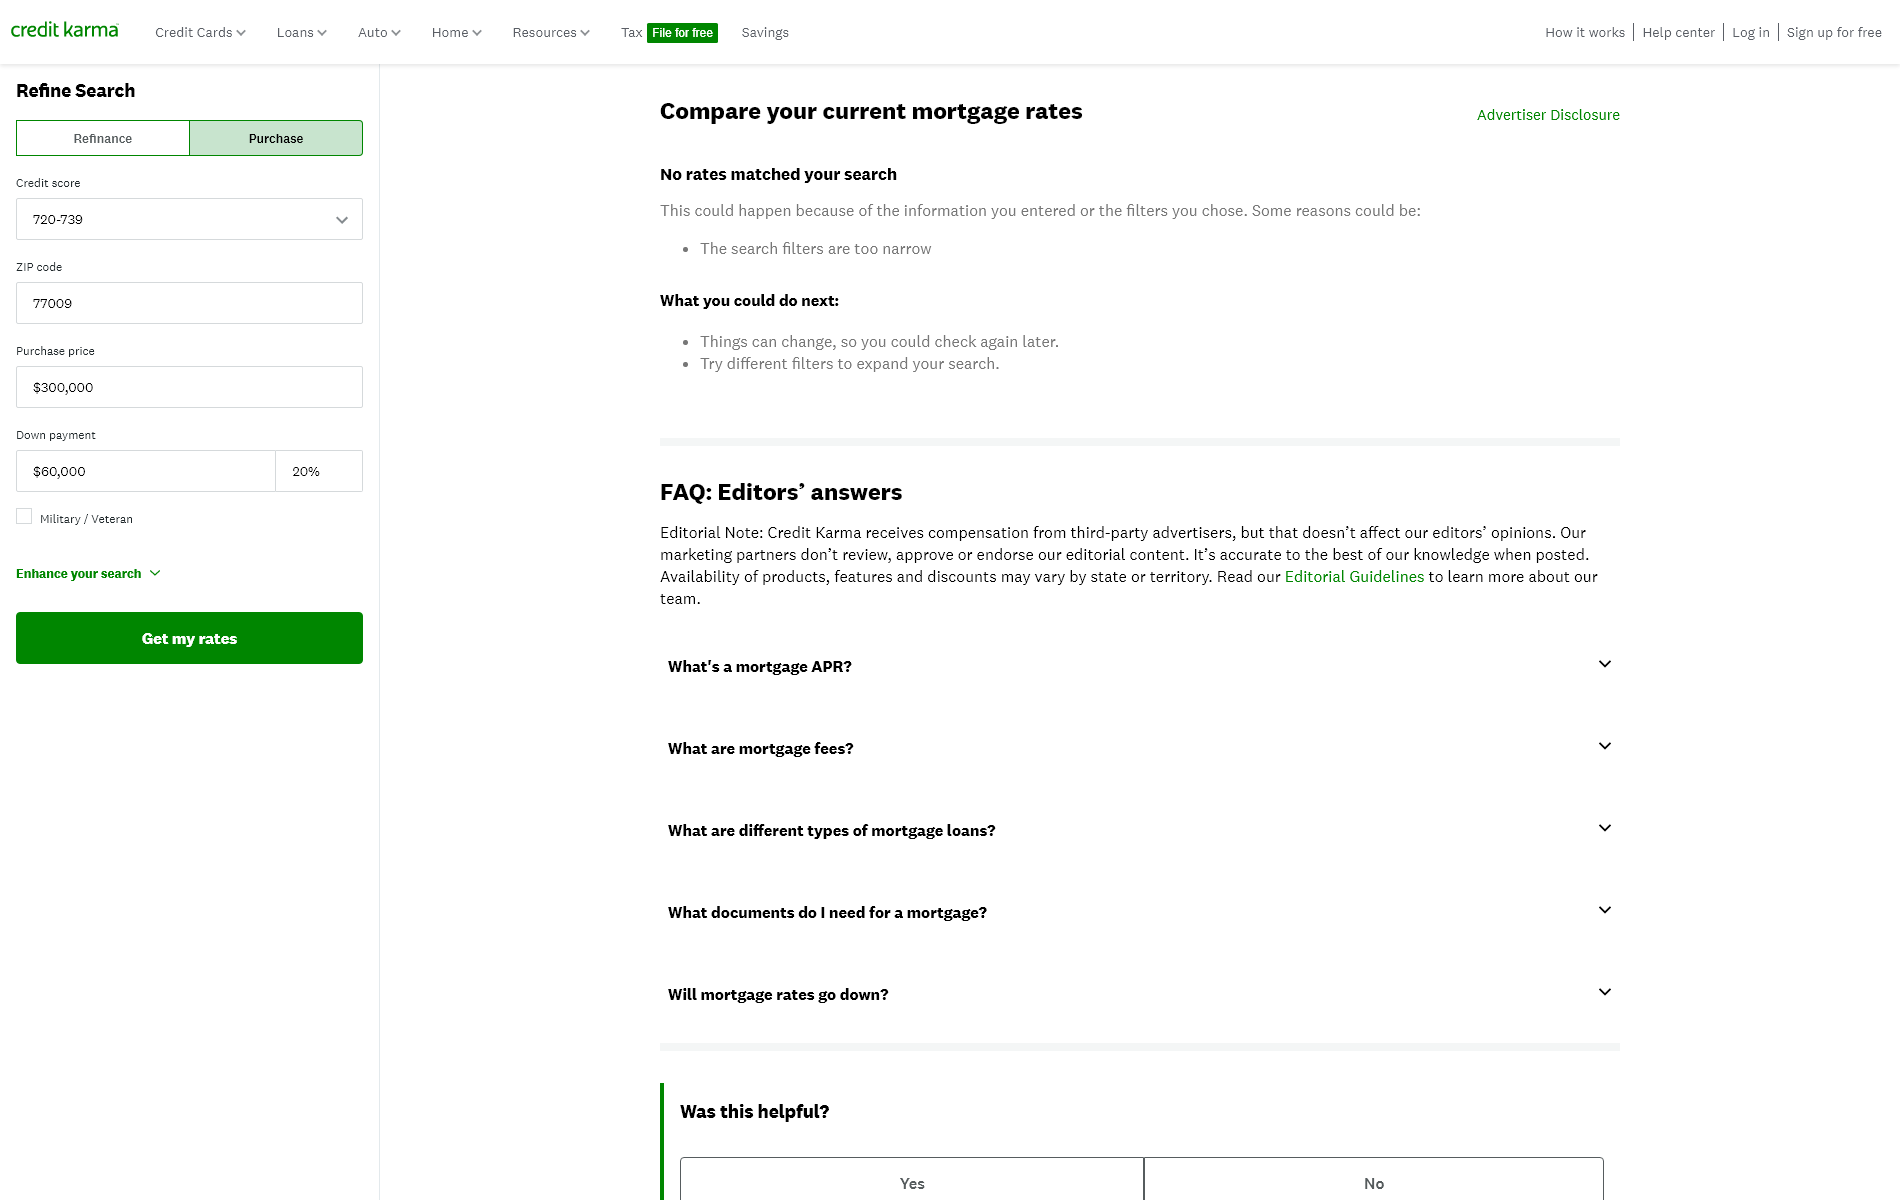 credit karma
Credit Cards
Loans
Auto
Home
Resources
Tax File for free
Savings
How it works
Help center
Log in
Sign up for free
Refine Search
Refinance
Purchase
Credit score
720-739
ZIP code
77009
Purchase price
$300,000
Down payment
$60,000
20%
Military / Veteran
Enhance your search
Get my rates
Compare your current mortgage rates
Advertiser Disclosure
No rates matched your search
This could happen because of the information you entered or the filters you chose. Some reasons could be:
• The search filters are too narrow
What you could do next:
• Things can change, so you could check again later.
• Try different filters to expand your search.
FAQ: Editors’ answers
Editorial Note: Credit Karma receives compensation from third-party advertisers, but that doesn’t affect our editors’ opinions. Our
marketing partners don’t review, approve or endorse our editorial content. It’s accurate to the best of our knowledge when posted.
Availability of products, features and discounts may vary by state or territory. Read our Editorial Guidelines to learn more about our
team.
What's a mortgage APR?
What are mortgage fees?
What are different types of mortgage loans?
What documents do I need for a mortgage?
Will mortgage rates go down?
Was this helpful?
Yes
No